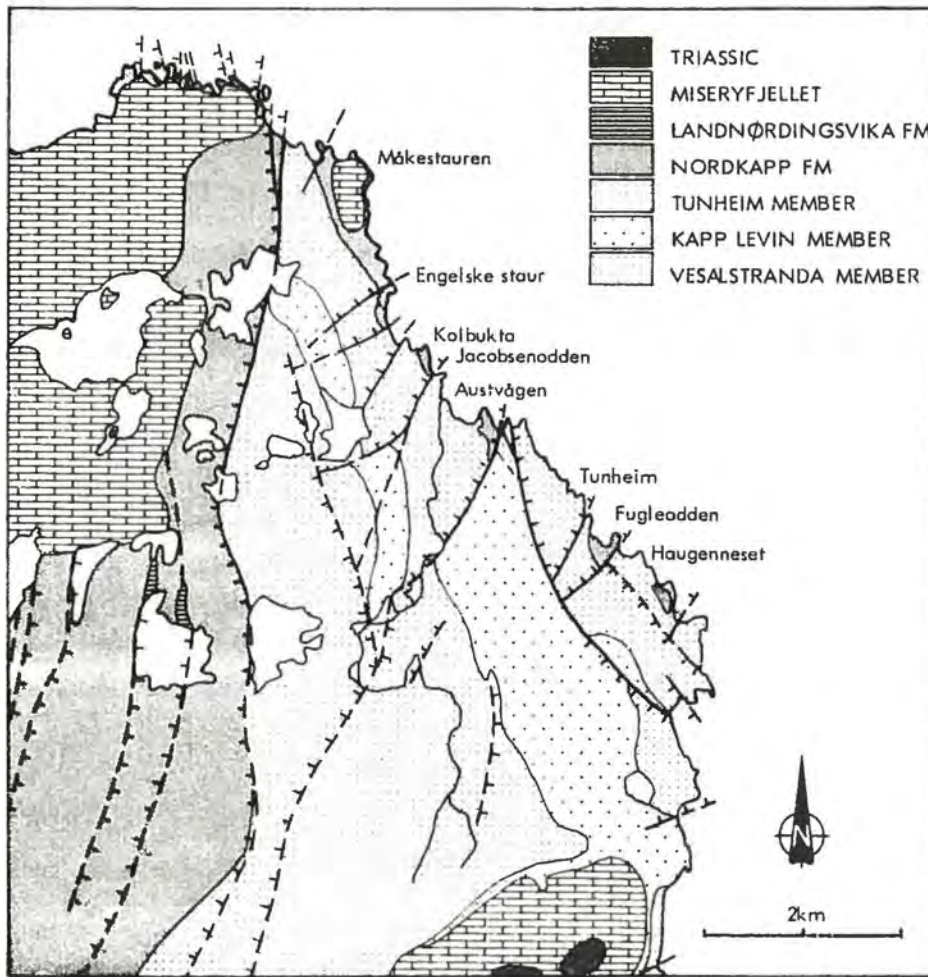 TRIASSIC
MISERYFJELLET
LANDNØRDINGSVIKA FM
NORDKAPP FM
TUNHEIM MEMBER
KAPP LEVIN MEMBER
VESALSTRANDA MEMBER
Måkestauren
Engelske staur
Kolbukta
Jacobsenodden
Austvågen
Tunheim
Fugleodden
Haugenneset
N
2km